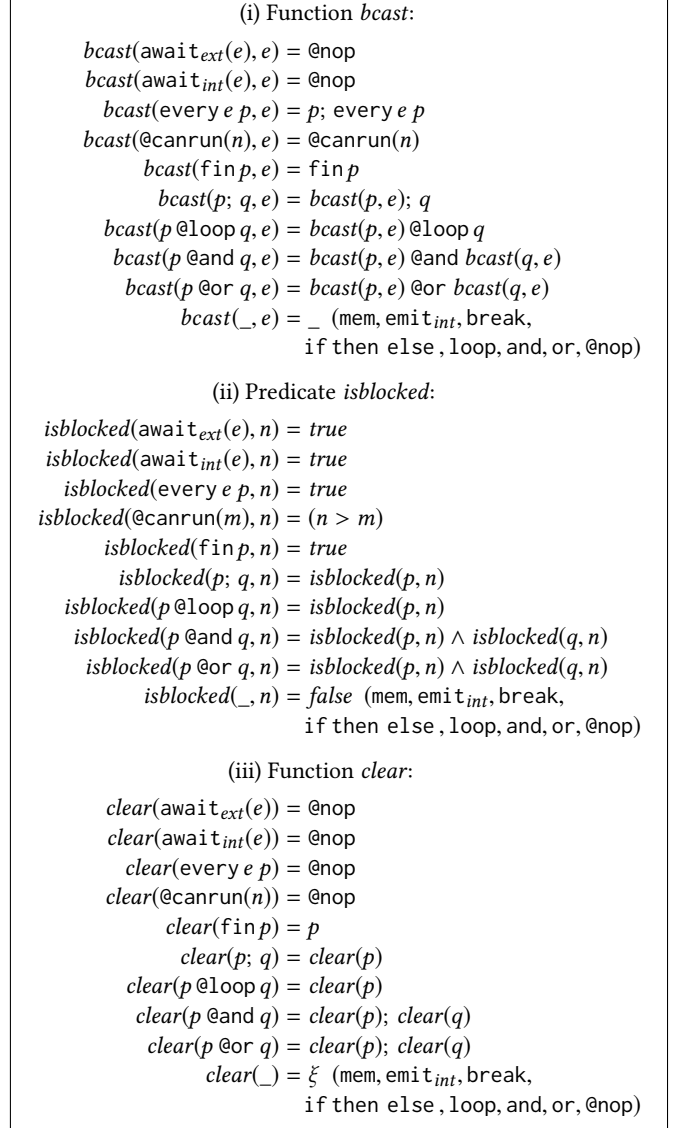 (i) Function bcast:
bcast(await_ext(e), e) = @nop
bcast(await_int(e), e) = @nop
bcast(every e p, e) = p; every e p
bcast(@canrun(n), e) = @canrun(n)
bcast(fin p, e) = fin p
bcast(p; q, e) = bcast(p, e); q
bcast(p @loop q, e) = bcast(p, e) @loop q
bcast(p @and q, e) = bcast(p, e) @and bcast(q, e)
bcast(p @or q, e) = bcast(p, e) @or bcast(q, e)
bcast(_, e) = _ (mem, emit_int, break,
if then else , loop, and, or, @nop)
(ii) Predicate isblocked:
isblocked(await_ext(e), n) = true
isblocked(await_int(e), n) = true
isblocked(every e p, n) = true
isblocked(@canrun(m), n) = (n > m)
isblocked(fin p, n) = true
isblocked(p; q, n) = isblocked(p, n)
isblocked(p @loop q, n) = isblocked(p, n)
isblocked(p @and q, n) = isblocked(p, n) ∧ isblocked(q, n)
isblocked(p @or q, n) = isblocked(p, n) ∧ isblocked(q, n)
isblocked(_, n) = false (mem, emit_int, break,
if then else , loop, and, or, @nop)
(iii) Function clear:
clear(await_ext(e)) = @nop
clear(await_int(e)) = @nop
clear(every e p) = @nop
clear(@canrun(n)) = @nop
clear(fin p) = p
clear(p; q) = clear(p)
clear(p @loop q) = clear(p)
clear(p @and q) = clear(p); clear(q)
clear(p @or q) = clear(p); clear(q)
clear(_) = ξ (mem, emit_int, break,
if then else , loop, and, or, @nop)